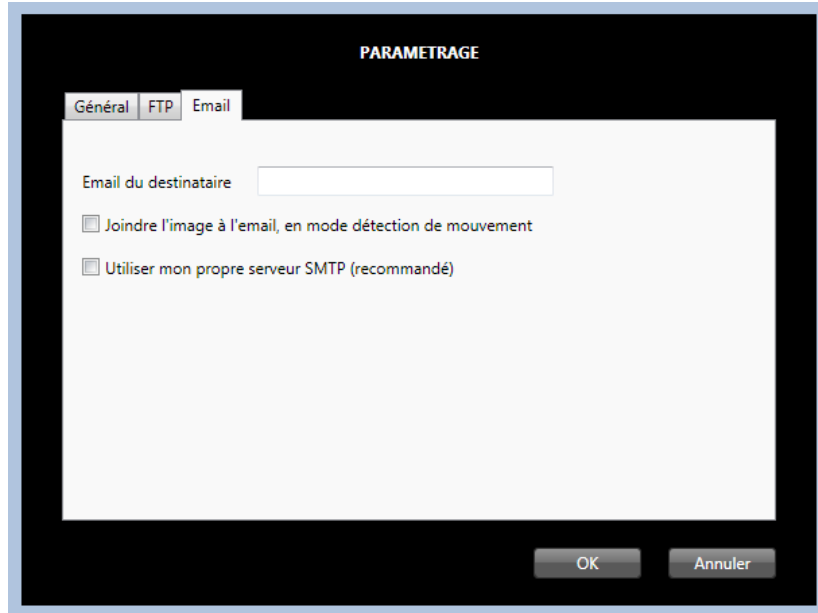 PARAMETRAGE
Général FTP Email
Email du destinataire
Joindre l'image à l'email, en mode détection de mouvement
Utiliser mon propre serveur SMTP (recommandé)
OK Annuler